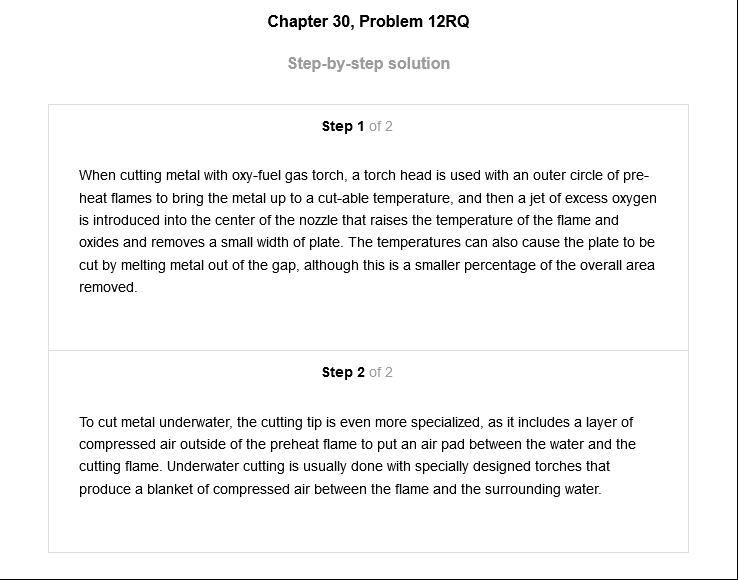 Chapter 30, Problem 12RQ
Step-by-step solution
Step 1 of 2
When cutting metal with oxy-fuel gas torch, a torch head is used with an outer circle of pre-
heat flames to bring the metal up to a cut-able temperature, and then a jet of excess oxygen
is introduced into the center of the nozzle that raises the temperature of the flame and
oxides and removes a small width of plate. The temperatures can also cause the plate to be
cut by melting metal out of the gap, although this is a smaller percentage of the overall area
removed.
Step 2 of 2
To cut metal underwater, the cutting tip is even more specialized, as it includes a layer of
compressed air outside of the preheat flame to put an air pad between the water and the
cutting flame. Underwater cutting is usually done with specially designed torches that
produce a blanket of compressed air between the flame and the surrounding water.